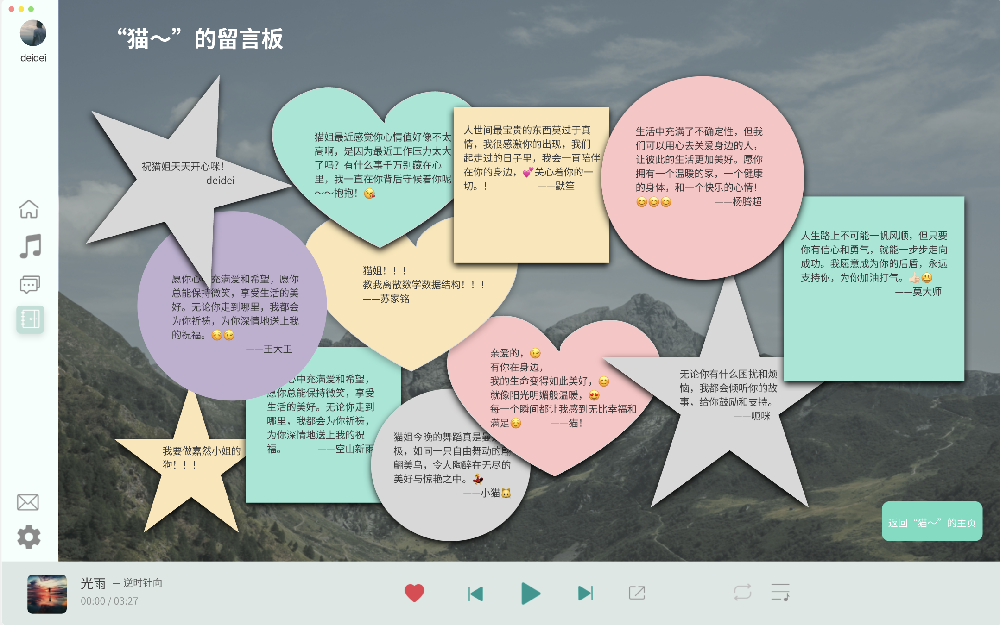 deidei
“猫～”的留言板
祝猫姐天天开心咪！
——deidei
猫姐最近感觉你心情值好像不太
高啊，是因为最近工作压力太大
了吗？有什么事千万别藏在心
里，我一直在你背后守候着你呢
～～抱抱！😘
人世间最宝贵的东西莫过于真
情，我很感激你的出现，我们一
起走过的日子里，我会一直陪伴
在你的身边，💕关心着你的一
切。！ ——默笙
生活中充满了不确定性，但我
们可以用心去关爱身边的人，
让彼此的生活更加美好。愿你
拥有一个温暖的家，一个健康
的身体，和一个快乐的心情！
😊😊😊 ——杨腾超
人生路上不可能一帆风顺，但只要
你有信心和勇气，就能一步步走向
成功。我愿意成为你的后盾，永远
支持你，为你加油打气。👍🏻😃
——莫大师
愿你心 充满爱和希望，愿你
总能保持微笑，享受生活的美
好。无论你走到哪里，我都会
为你祈祷，为你深情地送上我
的祝福。☺️😉
——王大卫
猫姐！！！
教我离散数学数据结构！！！
——苏家铭
亲爱的，😉
有你在身边，
我的生命变得如此美好，😊
就像阳光明媚般温暖，😍
每一个瞬间都让我感到无比幸福和
满足☺️ ——猫！
无论你有什么困扰和烦
恼，我都会倾听你的故
事，给你鼓励和支持。
——呃咪
心中充满爱和希望，
愿你总能保持微笑，享受
生活的美好。无论你走到
哪里，我都会为你祈祷，
为你深情地送上我的祝
福。 ——空山新雨
猫姐今晚的舞蹈真是曼
极，如同一只自由舞动的翩
翩美鸟，令人陶醉在无尽的
美好与惊艳之中。💃
——小猫🐱
我要做嘉然小姐的
狗！！！
返回“猫～”的主页
光雨 — 逆时针向
00:00 / 03:27